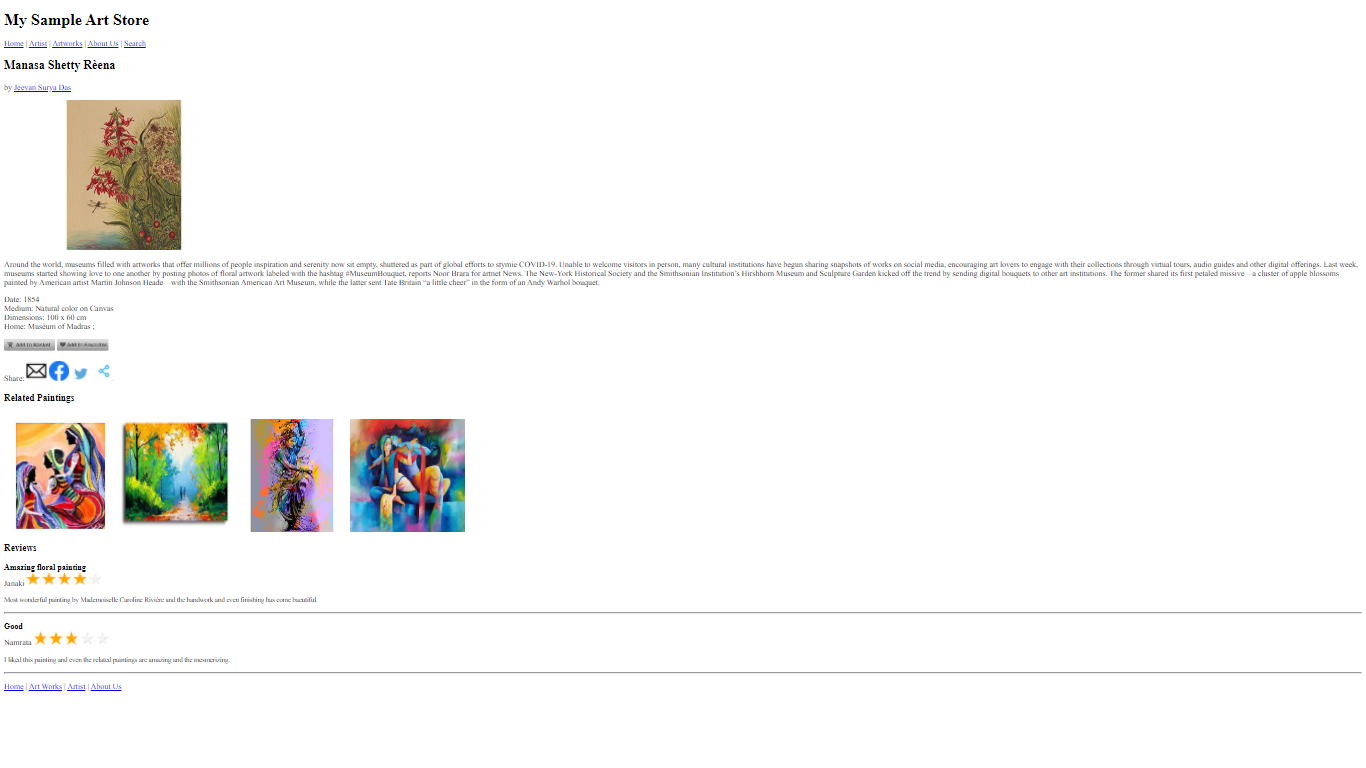 My Sample Art Store
Home | Artist | Artworks | About Us | Search
Manasa Shetty Rèena
by Jeevan Surya Das
Around the world, museums filled with artworks that offer millions of people inspiration and serenity now sit empty, shuttered as part of global efforts to stymie COVID-19. Unable to welcome visitors in person, many cultural institutions have begun sharing snapshots of works on social media, encouraging art lovers to engage with their collections through virtual tours, audio guides and other digital offerings. Last week,
museums started showing love to one another by posting photos of floral artwork labeled with the hashtag #MuseumBouquet, reports Noor Brara for artnet News. The New-York Historical Society and the Smithsonian Institution's Hirshhorn Museum and Sculpture Garden kicked off the trend by sending digital bouquets to other art institutions. The former shared its first petaled missive—a cluster of apple blossoms
painted by American artist Martin Johnson Heade—with the Smithsonian American Art Museum, while the latter sent Tate Britain "a little cheer" in the form of an Andy Warhol bouquet.
Date: 1854
Medium: Natural color on Canvas
Dimensions: 100 x 60 cm
Home: Musèum of Madras ;
Add to Basket Add to Favorites
Share:
Related Paintings
Reviews
Amazing floral painting
Janaki
Most wonderful painting by Mademoiselle Caroline Rivière and the handwork and even finishing has come bacutiful.
Good
Namrata
I liked this painting and even the related paintings are amazing and the mesmerizing.
Home | Art Works | Artist | About Us